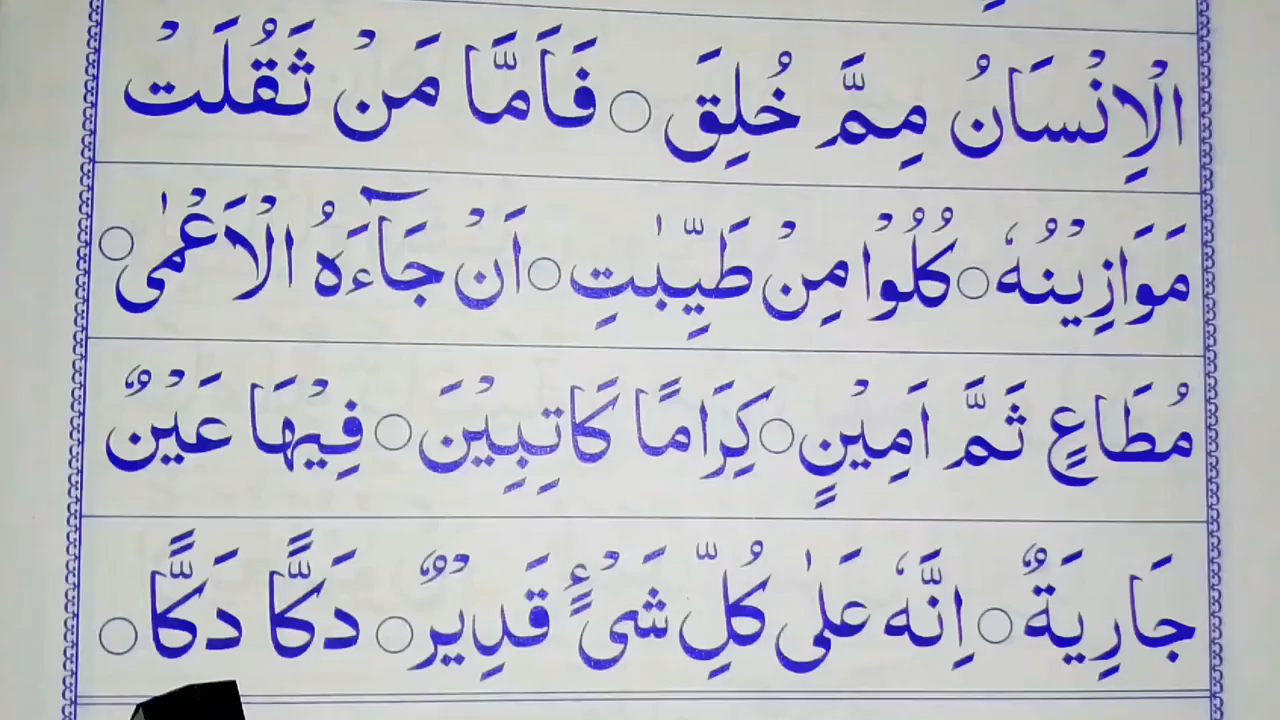 الْاِنْسَانُ مِمَّ خُلِقَ ○ فَاَمَّا مَنْ ثَقُلَتْ
مَوَازِيْنُهٗ ○ كُلُوْا مِنْ طَيِّبٰتِ ○ اَنْ جَآءَهُ الْاَعْمٰى ○
مُطَاعٍ ثَمَّ اَمِيْنٍ ○ كِرَامًا كَاتِبِيْنَ ○ فِيْهَا عَيْنٌ
جَارِيَةٌ ○ اِنَّهٗ عَلٰى كُلِّ شَىْءٍ قَدِيْرٌ ○ دَكًّا دَكًّا ○